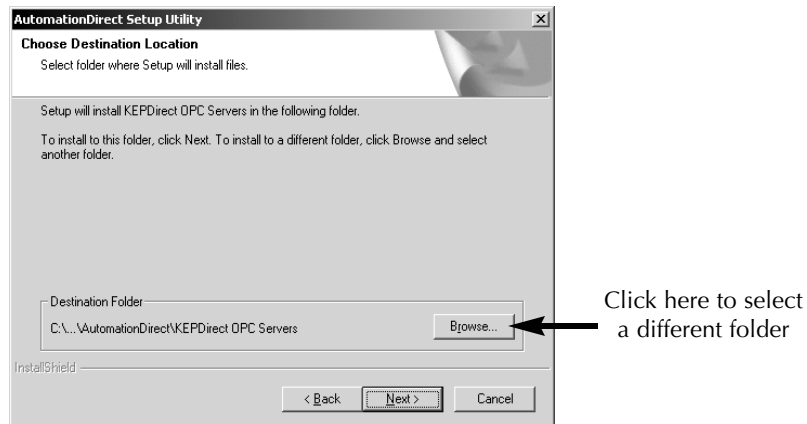 AutomationDirect Setup Utility
Choose Destination Location
Select folder where Setup will install files.
Setup will install KEPDirect OPC Servers in the following folder.
To install to this folder, click Next. To install to a different folder, click Browse and select
another folder.
Destination Folder
C:\...\AutomationDirect\KEPDirect OPC Servers
Browse...
Click here to select
a different folder
InstallShield
< Back
Next >
Cancel